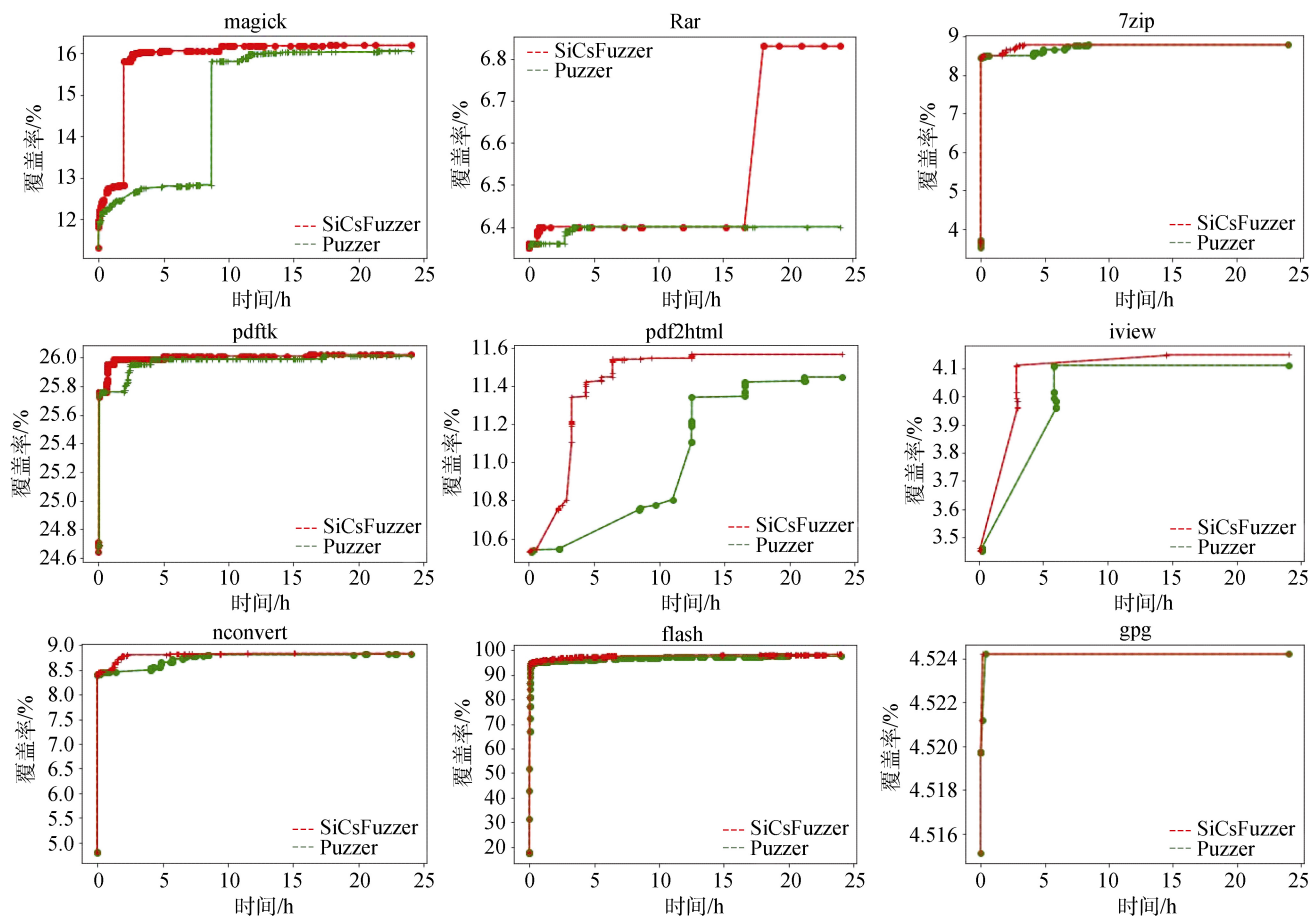 magick
覆盖率/%
16
15
14
13
12
SiCsFuzzer
Puzzer
0 5 10 15 20 25
时间/h
Rar
覆盖率/%
6.8
6.7
6.6
6.5
6.4
SiCsFuzzer
Puzzer
0 5 10 15 20 25
时间/h
7zip
覆盖率/%
9
8
7
6
5
4
SiCsFuzzer
Puzzer
0 5 10 15 20 25
时间/h
pdftk
覆盖率/%
26.0
25.8
25.6
25.4
25.2
25.0
24.8
24.6
SiCsFuzzer
Puzzer
0 5 10 15 20 25
时间/h
pdf2html
覆盖率/%
11.6
11.4
11.2
11.0
10.8
10.6
SiCsFuzzer
Puzzer
0 5 10 15 20 25
时间/h
iview
覆盖率/%
4.1
4.0
3.9
3.8
3.7
3.6
3.5
SiCsFuzzer
Puzzer
0 5 10 15 20 25
时间/h
nconvert
覆盖率/%
9.0
8.5
8.0
7.5
7.0
6.5
6.0
5.5
5.0
SiCsFuzzer
Puzzer
0 5 10 15 20 25
时间/h
flash
覆盖率/%
100
90
80
70
60
50
40
30
20
SiCsFuzzer
Puzzer
0 5 10 15 20 25
时间/h
gpg
覆盖率/%
4.524
4.522
4.520
4.518
4.516
SiCsFuzzer
Puzzer
0 5 10 15 20 25
时间/h